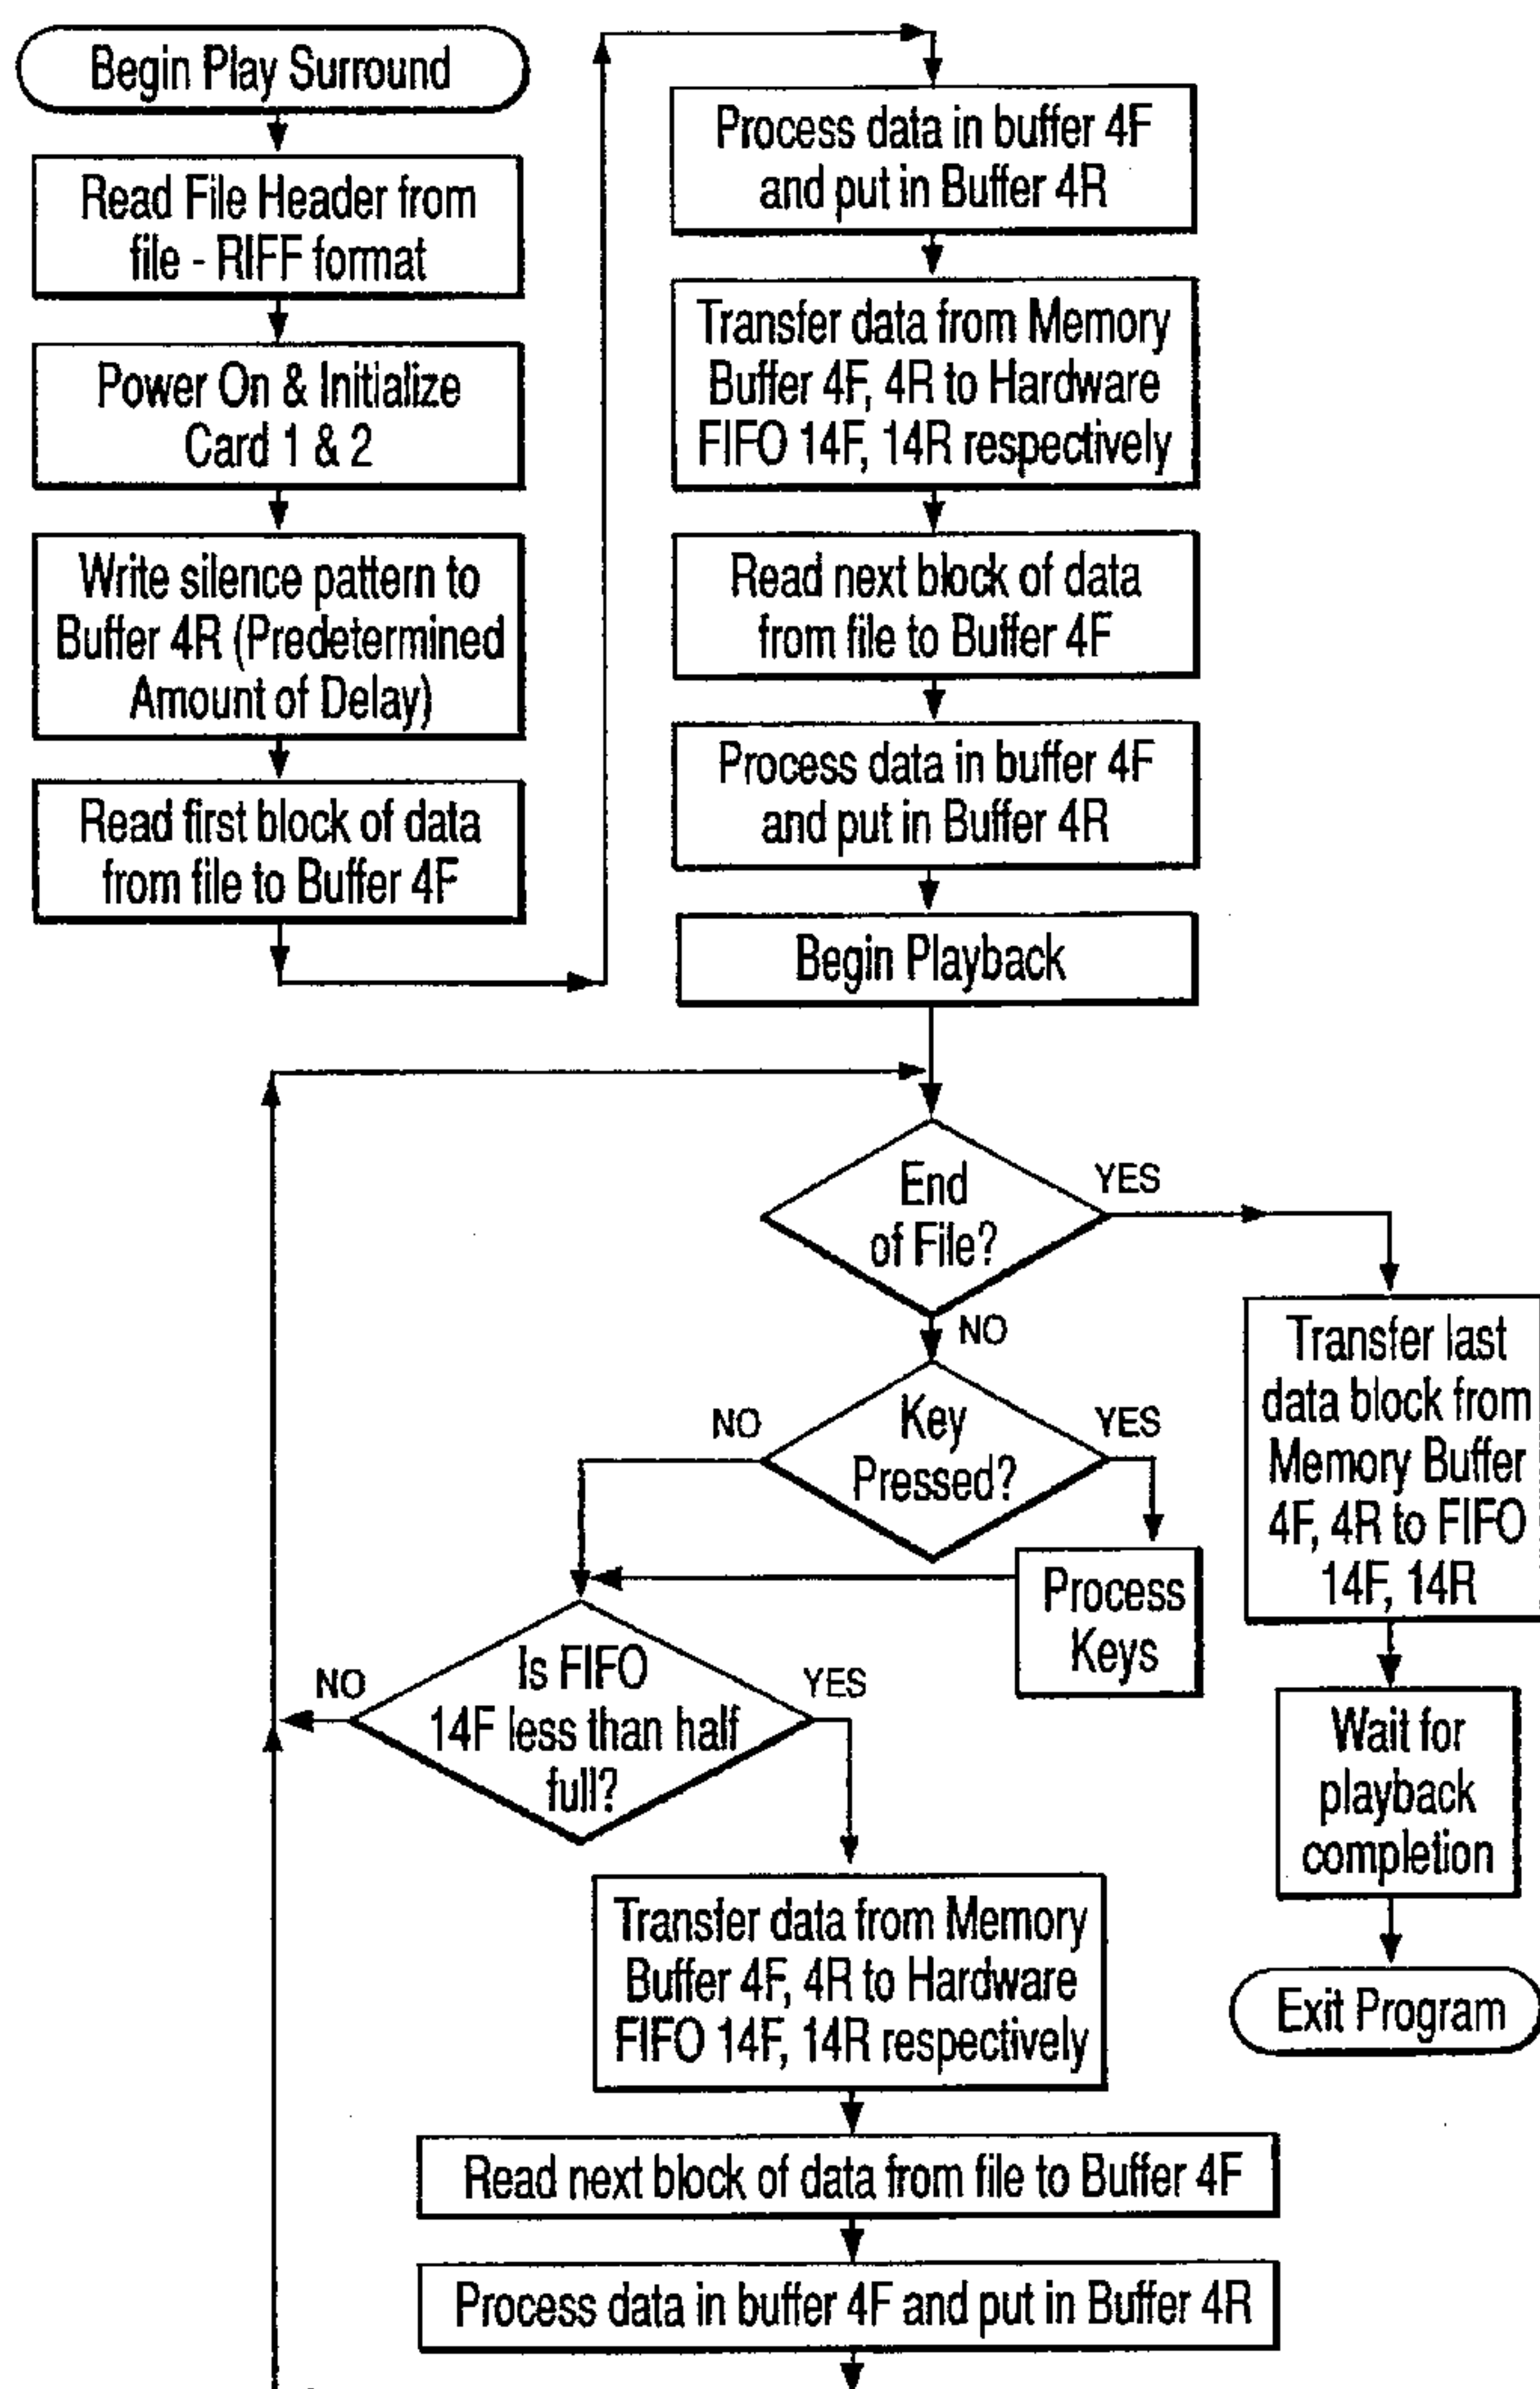 Begin Play Surround
Read File Header from
file - RIFF format
Power On & Initialize
Card 1 & 2
Write silence pattern to
Buffer 4R (Predetermined
Amount of Delay)
Read first block of data
from file to Buffer 4F
Process data in buffer 4F
and put in Buffer 4R
Transfer data from Memory
Buffer 4F, 4R to Hardware
FIFO 14F, 14R respectively
Read next block of data
from file to Buffer 4F
Process data in buffer 4F
and put in Buffer 4R
Begin Playback
End
of File?
YES
NO
Key
Pressed?
NO
YES
Process
Keys
Is FIFO
14F less than half
full?
NO
YES
Transfer data from Memory
Buffer 4F, 4R to Hardware
FIFO 14F, 14R respectively
Read next block of data from file to Buffer 4F
Process data in buffer 4F and put in Buffer 4R
Transfer last
data block from
Memory Buffer
4F, 4R to FIFO
14F, 14R
Wait for
playback
completion
Exit Program